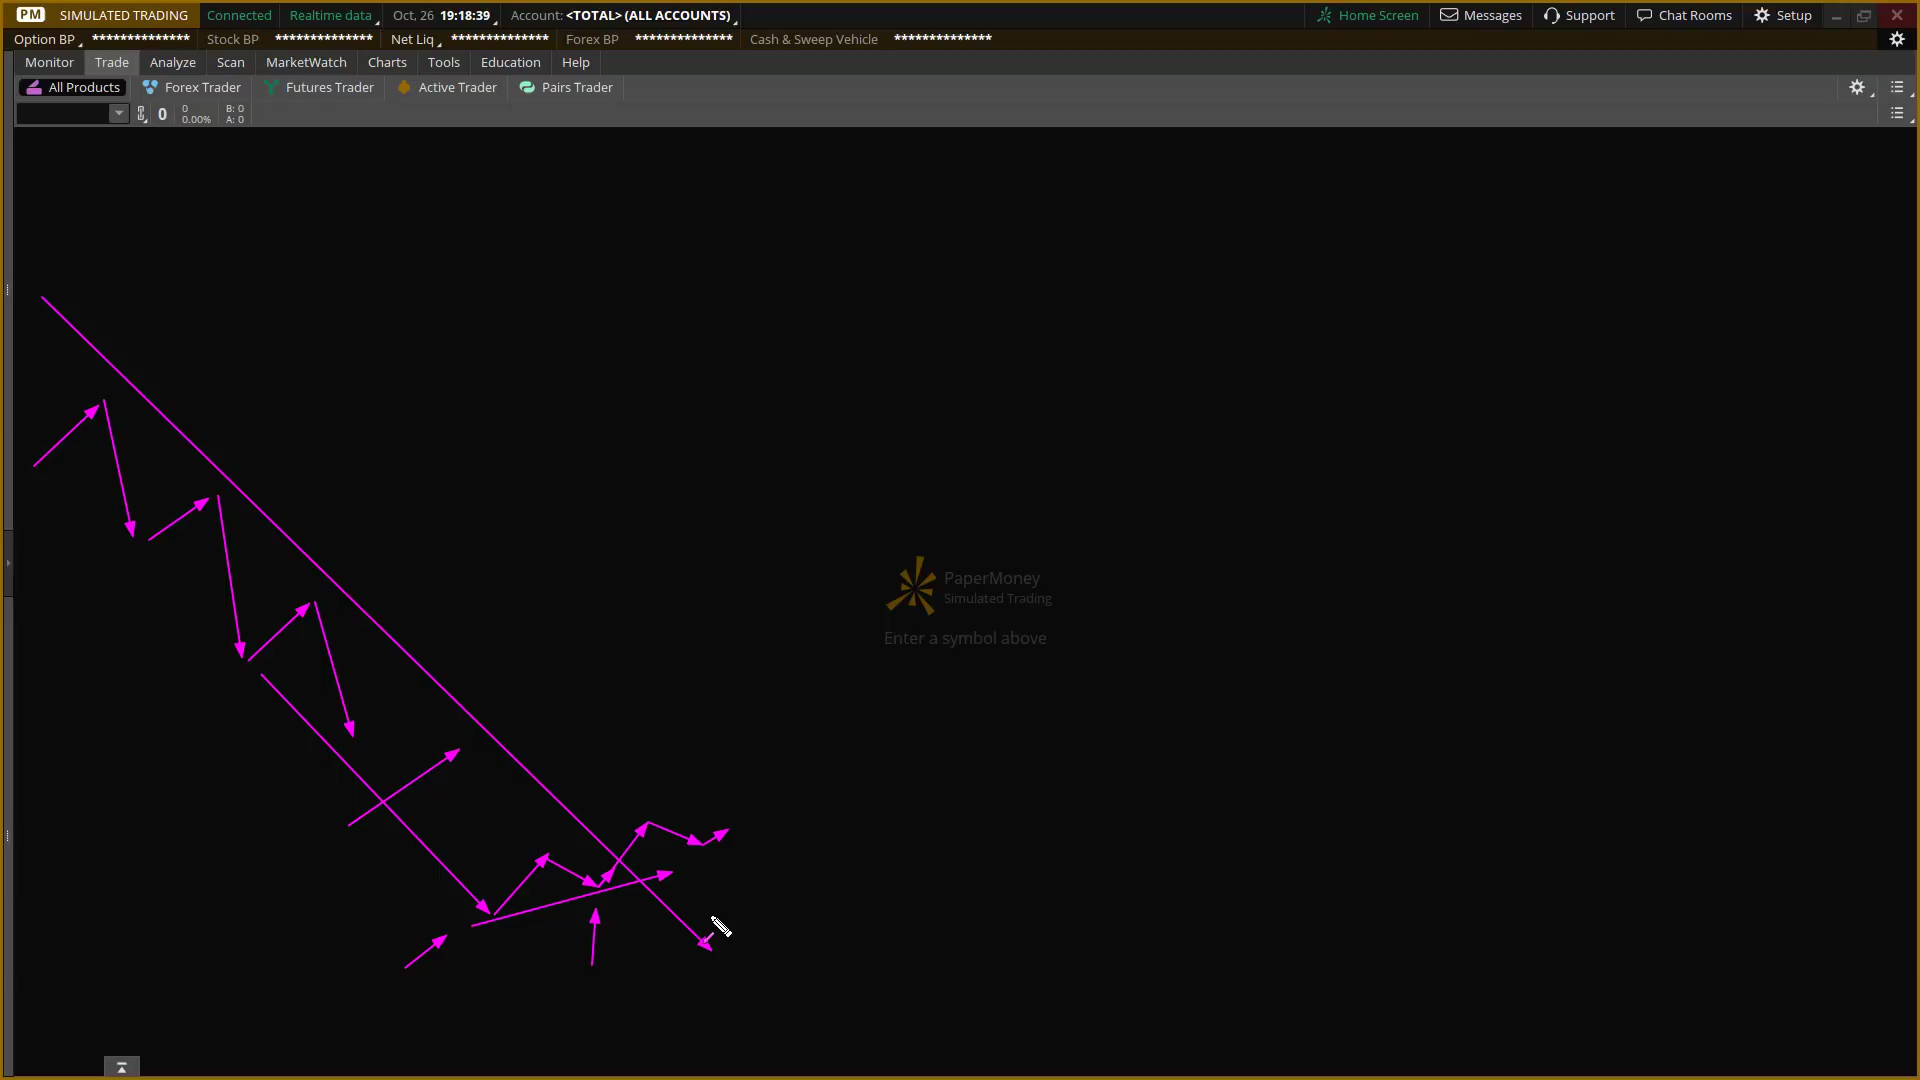 PM SIMULATED TRADING Connected Realtime data Oct, 26 19:18:39 Account: <TOTAL> (ALL ACCOUNTS) Home Screen Messages Support Chat Rooms Setup
Option BP ************** Stock BP ************** Net Liq ************** Forex BP ************** Cash & Sweep Vehicle **************
Monitor Trade Analyze Scan MarketWatch Charts Tools Education Help
All Products Forex Trader Futures Trader Active Trader Pairs Trader
0 0 B: 0
0.00% A: 0
PaperMoney
Simulated Trading
Enter a symbol above